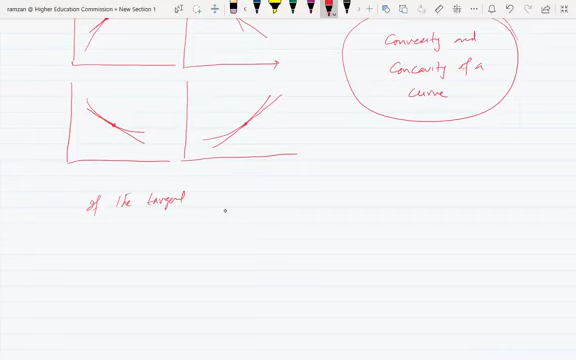 ramzan @ Higher Education Commission » New Section 1
Convexity and
Concavity of a
curve
If the tangent